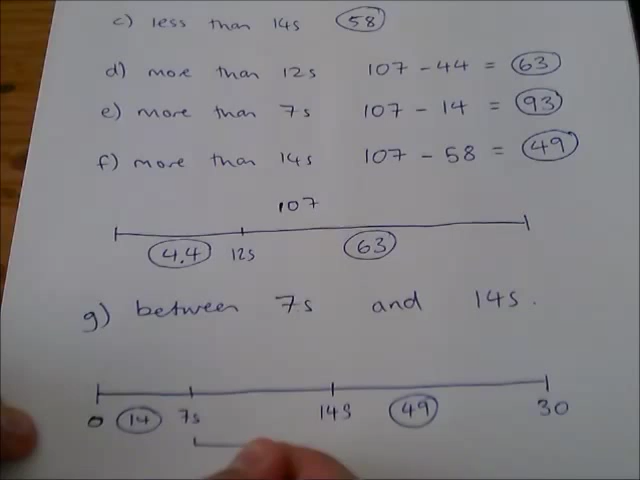 c) less than 14s 58
d) more than 12s 107 - 44 = 63
e) more than 7s 107 - 14 = 93
f) more than 14s 107 - 58 = 49
107
4.4 12s 63
g) between 7s and 14s.
0 14 7s 14s 49 30